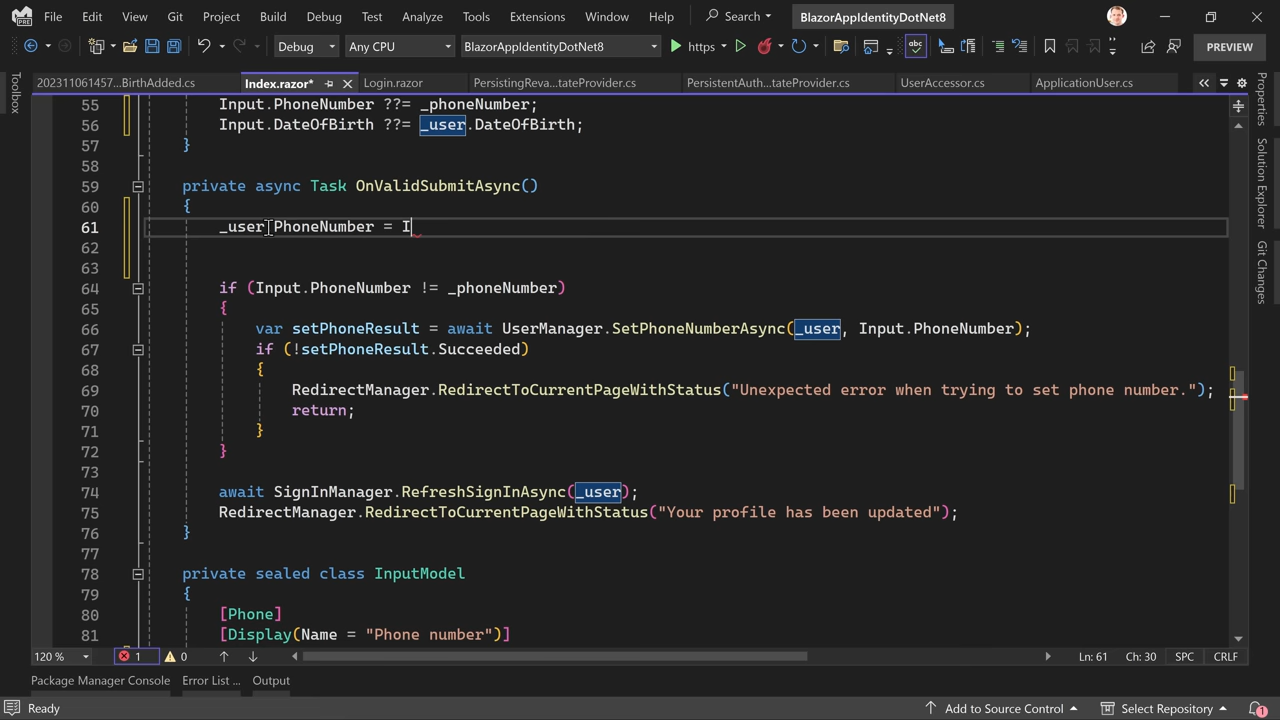 File Edit View Git Project Build Debug Test Analyze Tools Extensions Window Help Search BlazorAppIdentityDotNet8
Debug Any CPU BlazorAppIdentityDotNet8 https PREVIEW
202311061457...BirthAdded.cs Index.razor* Login.razor PersistingReva...tateProvider.cs PersistentAuth...tateProvider.cs UserAccessor.cs ApplicationUser.cs
Toolbox
Properties
Solution Explorer
Git Changes
55 Input.PhoneNumber ??= _phoneNumber;
56 Input.DateOfBirth ??= _user.DateOfBirth;
57 }
58
59 private async Task OnValidSubmitAsync()
60 {
61 _user.PhoneNumber = I
62
63
64 if (Input.PhoneNumber != _phoneNumber)
65 {
66 var setPhoneResult = await UserManager.SetPhoneNumberAsync(_user, Input.PhoneNumber);
67 if (!setPhoneResult.Succeeded)
68 {
69 RedirectManager.RedirectToCurrentPageWithStatus("Unexpected error when trying to set phone number.");
70 return;
71 }
72 }
73
74 await SignInManager.RefreshSignInAsync(_user);
75 RedirectManager.RedirectToCurrentPageWithStatus("Your profile has been updated");
76 }
77
78 private sealed class InputModel
79 {
80 [Phone]
81 [Display(Name = "Phone number")]
120 % 1 0 Ln: 61 Ch: 30 SPC CRLF
Package Manager Console Error List ... Output
Ready Add to Source Control Select Repository 1